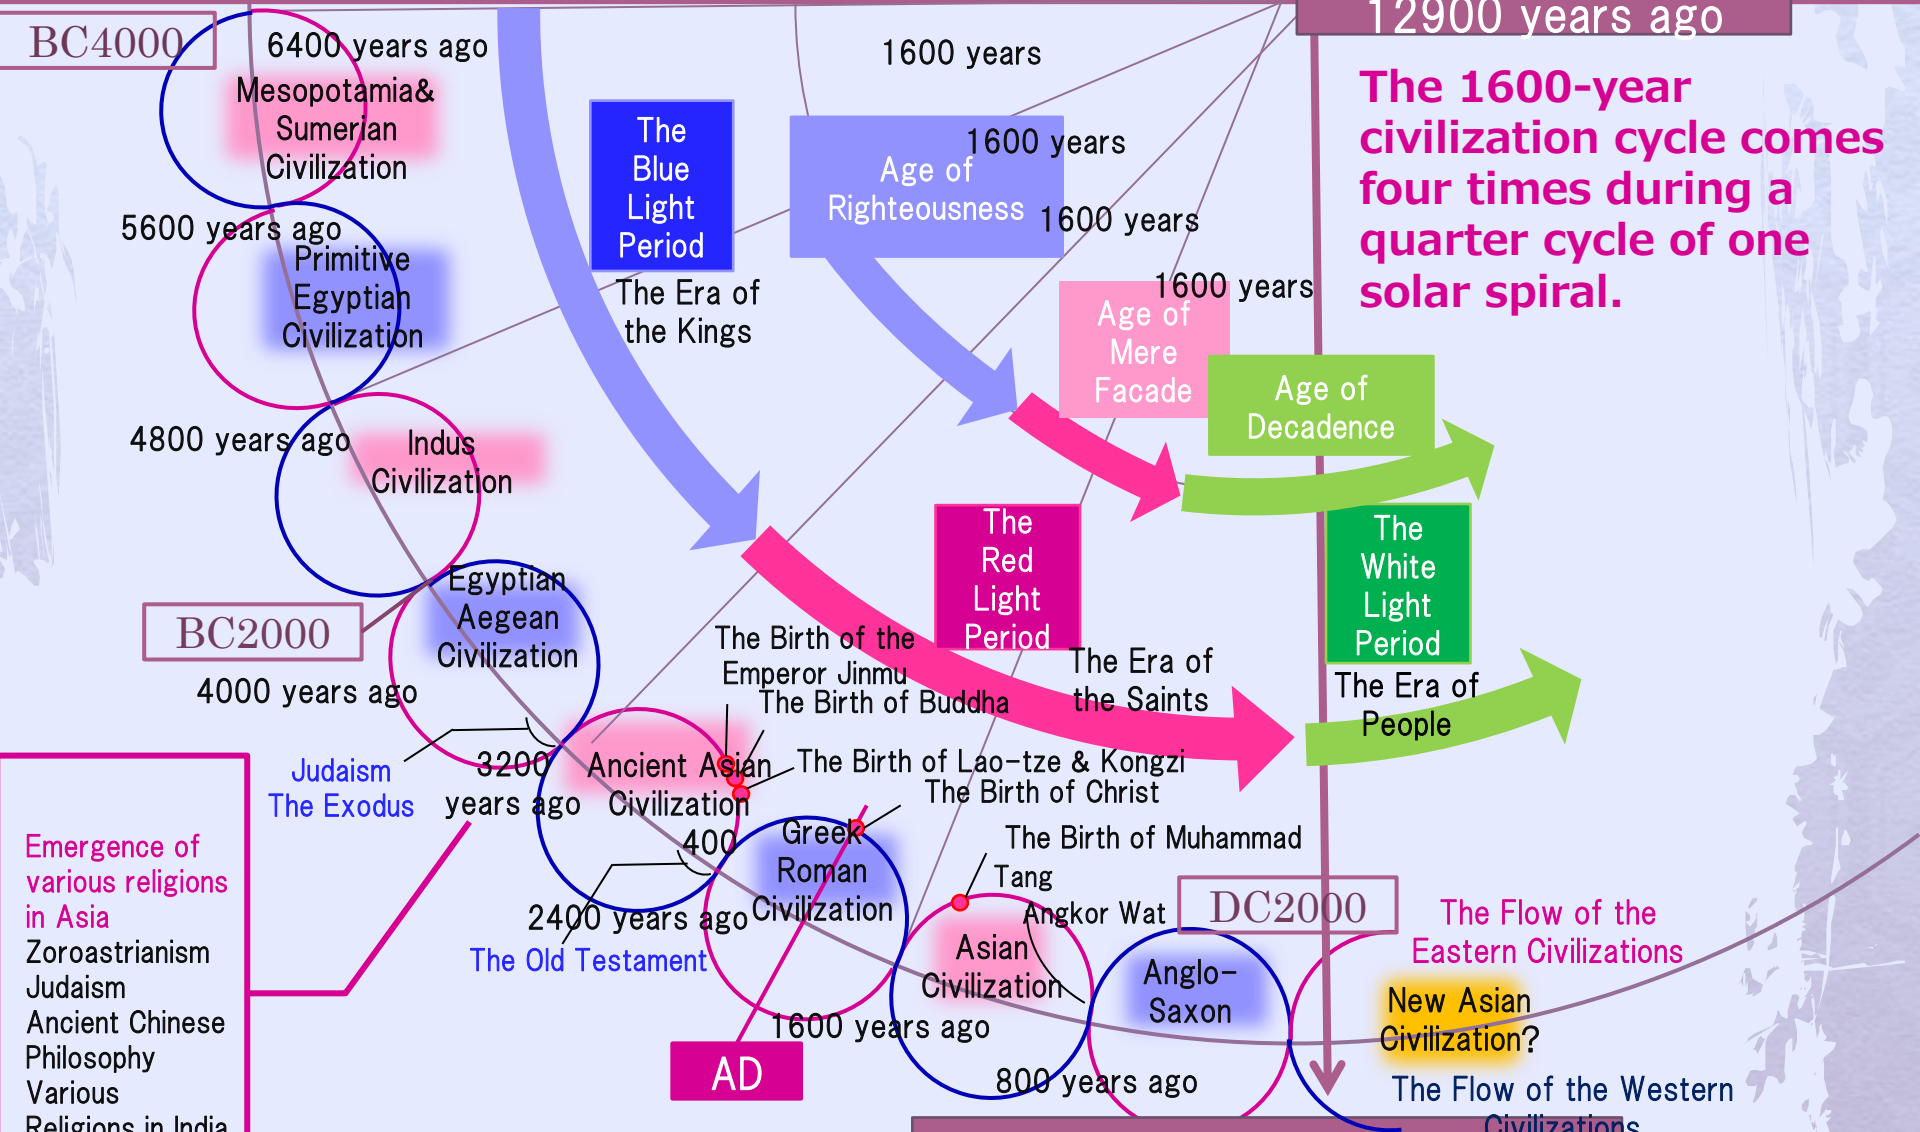 12900 years ago
BC4000
6400 years ago
Mesopotamia&
Sumerian
Civilization
5600 years ago
Primitive
Egyptian
Civilization
4800 years ago
Indus
Civilization
BC2000
4000 years ago
Egyptian
Aegean
Civilization
Judaism
The Exodus
3200
years ago
Ancient Asian
Civilization
400
2400 years ago
The Old Testament
Greek
Roman
Civilization
1600 years ago
AD
Asian
Civilization
800 years ago
Anglo-
Saxon
DC2000
The Blue
Light
Period
The Era of
the Kings
1600 years
1600 years
1600 years
1600 years
Age of
Righteousness
Age of
Mere
Facade
Age of
Decadence
The
Red
Light
Period
The Era of
the Saints
The
White
Light
Period
The Era of
People
The Birth of the
Emperor Jinmu
The Birth of Buddha
The Birth of Lao-tze & Kongzi
The Birth of Christ
The Birth of Muhammad
Tang
Angkor Wat
The 1600-year
civilization cycle comes
four times during a
quarter cycle of one
solar spiral.
The Flow of the
Eastern Civilizations
New Asian
Civilization?
The Flow of the Western
Civilizations
Emergence of
various religions
in Asia
Zoroastrianism
Judaism
Ancient Chinese
Philosophy
Various
Religions in India